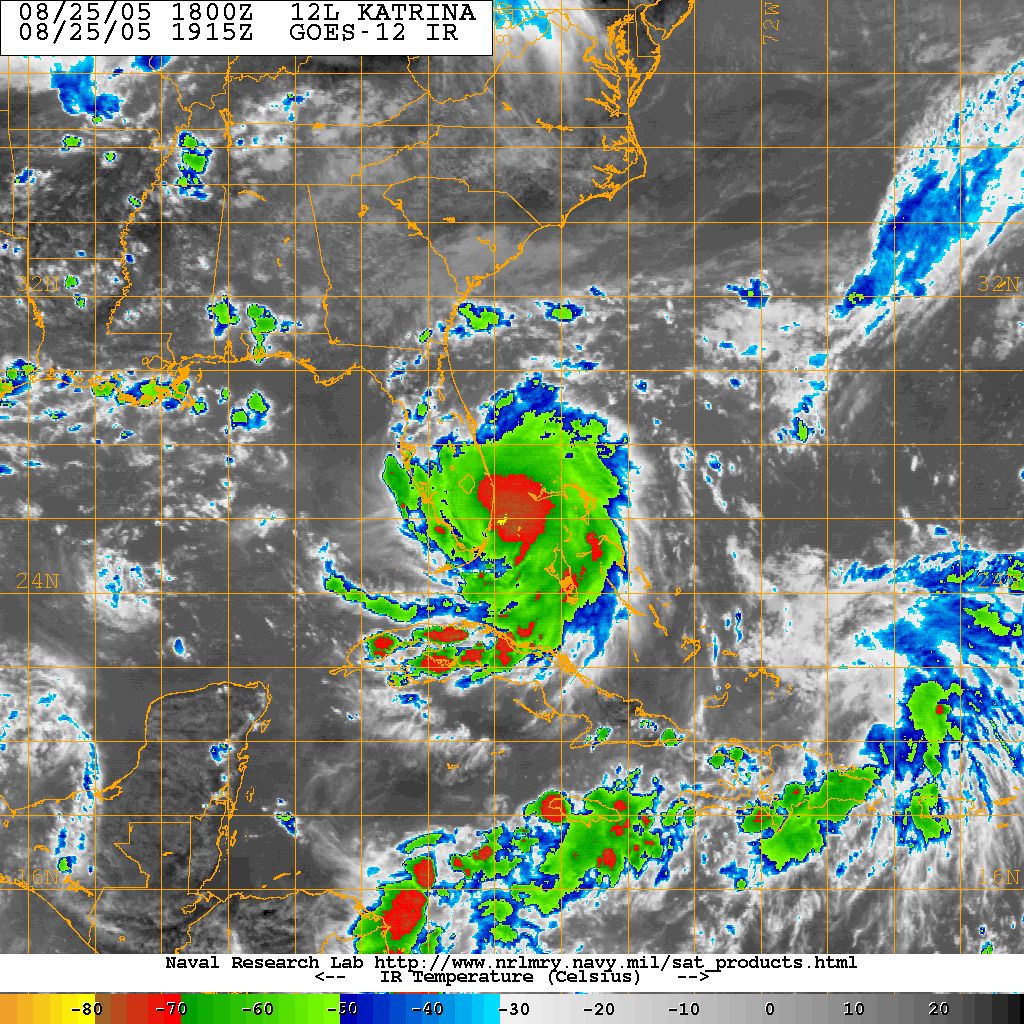 08/25/05 1800Z 12L KATRINA
08/25/05 1915Z GOES-12 IR
72W
32N 32N
24N 24N
16N 16N
Naval Research Lab http://www.nrlmry.navy.mil/sat_products.html
<-- IR Temperature (Celsius) -->
-80 -70 -60 -50 -40 -30 -20 -10 0 10 20